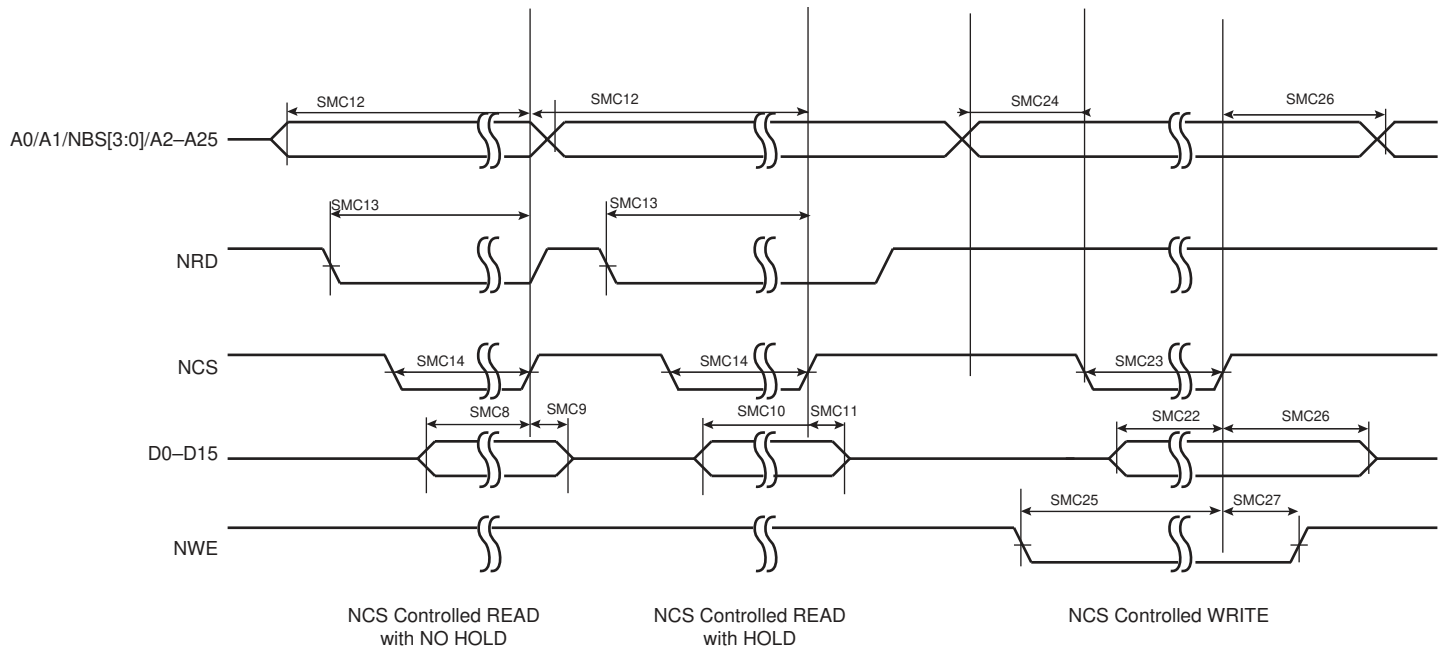 SMC12
SMC12
SMC24
SMC26
A0/A1/NBS[3:0]/A2–A25
SMC13
SMC13
NRD
SMC14
SMC14
SMC23
NCS
SMC8
SMC9
SMC10
SMC11
SMC22
SMC26
D0–D15
SMC25
SMC27
NWE
NCS Controlled READ
with NO HOLD
NCS Controlled READ
with HOLD
NCS Controlled WRITE